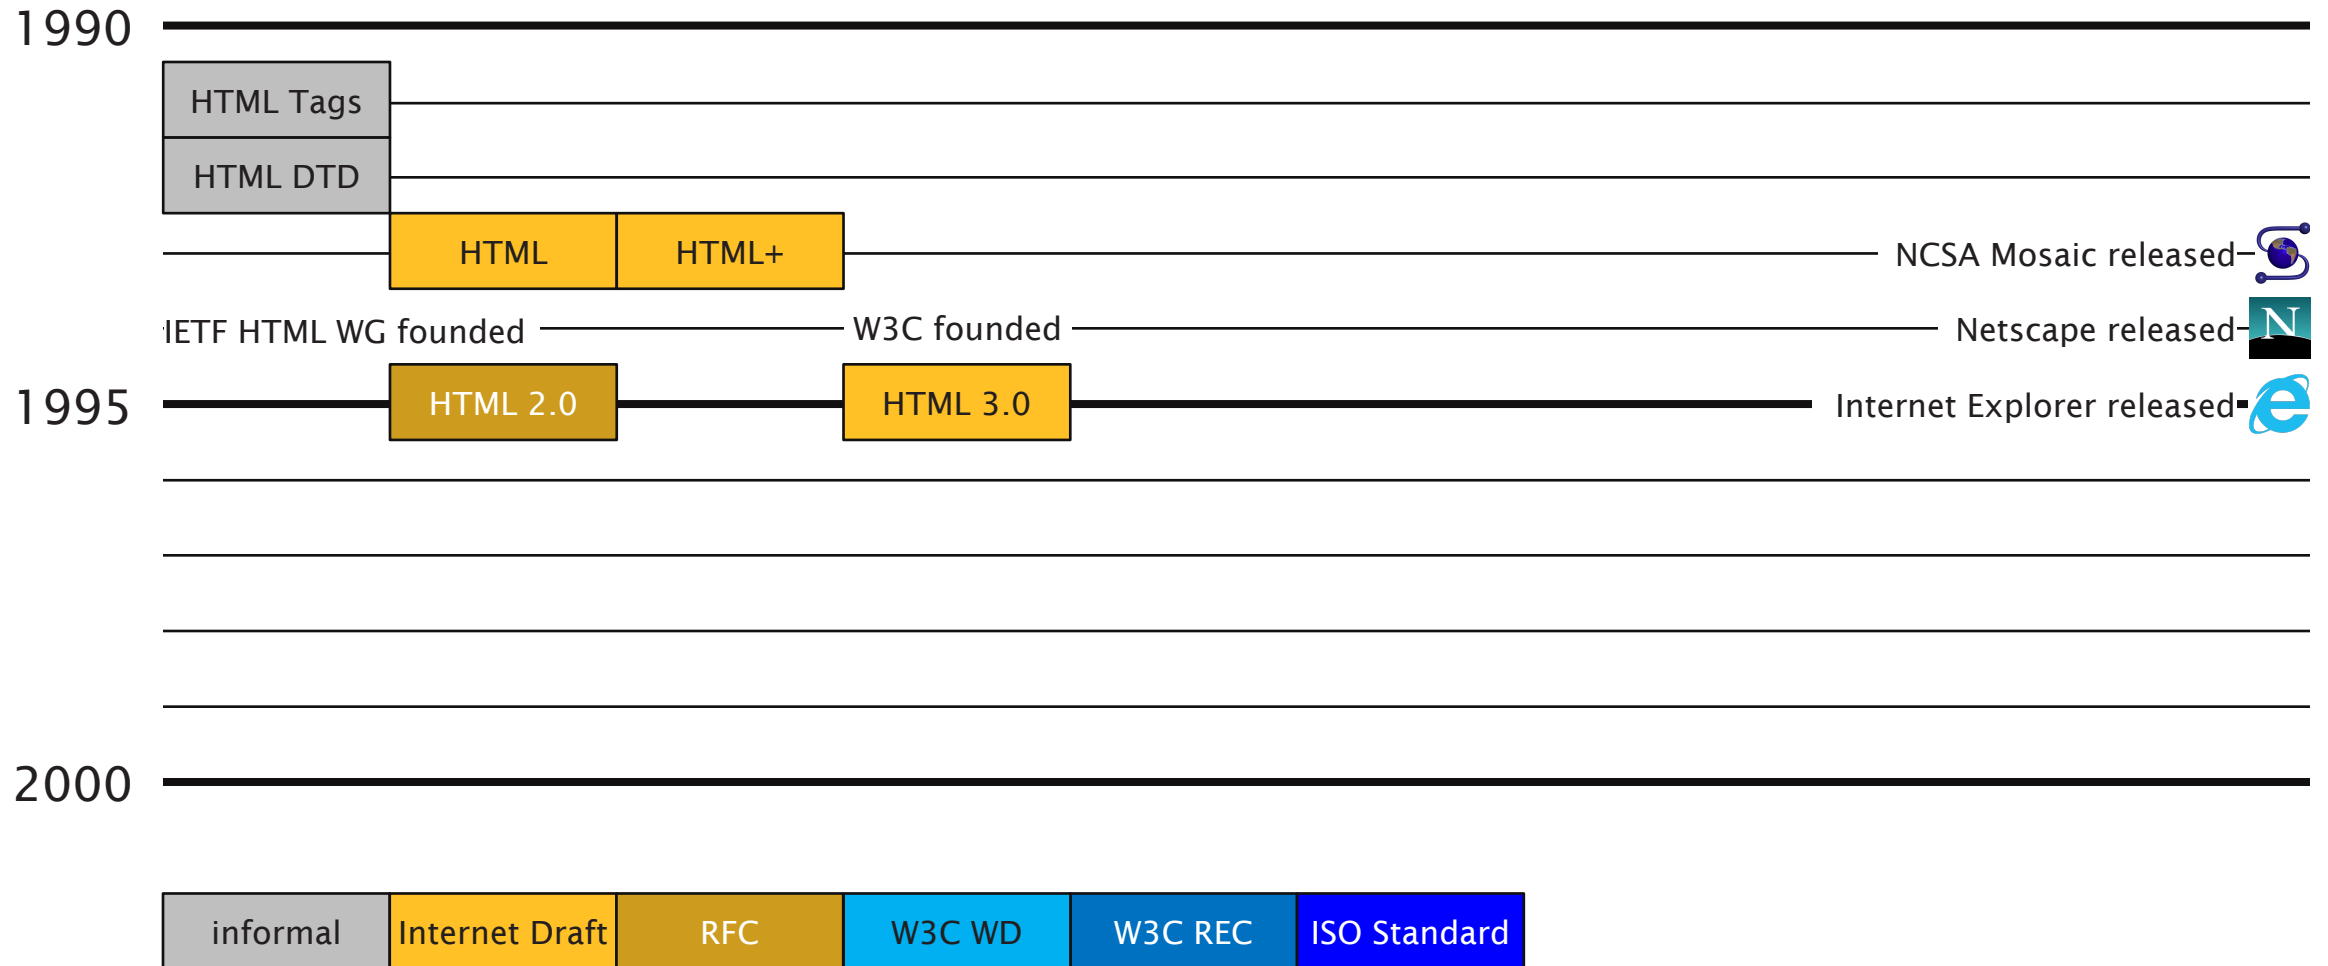 1990
HTML Tags
HTML DTD
HTML HTML+ NCSA Mosaic released
IETF HTML WG founded W3C founded Netscape released N
1995 HTML 2.0 HTML 3.0 Internet Explorer released e
2000
informal Internet Draft RFC W3C WD W3C REC ISO Standard